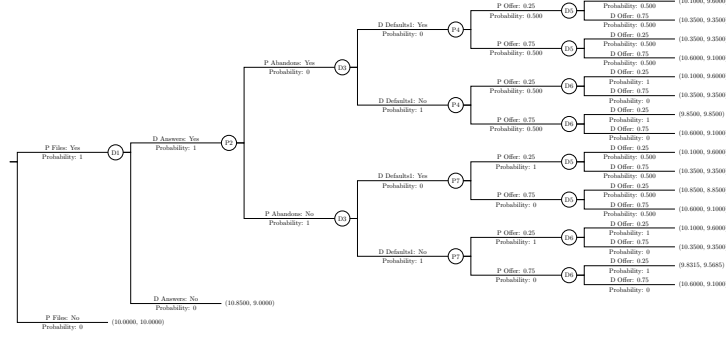 (10.1000, 9.6000)
P Offer: 0.25
D5
Probability: 0.500
Probability: 0.500
D Offer: 0.75
(10.3500, 9.3500)
D Defaults1: Yes
P4
Probability: 0.500
Probability: 0
D Offer: 0.25
(10.3500, 9.3500)
P Offer: 0.75
D5
Probability: 0.500
Probability: 0.500
D Offer: 0.75
(10.6000, 9.1000)
P Abandons: Yes
D3
Probability: 0.500
Probability: 0
D Offer: 0.25
(10.1000, 9.6000)
P Offer: 0.25
D6
Probability: 1
Probability: 0.500
D Offer: 0.75
(10.3500, 9.3500)
D Defaults1: No
P4
Probability: 0
Probability: 1
D Offer: 0.25
(9.8500, 9.8500)
P Offer: 0.75
D6
Probability: 1
Probability: 0.500
D Offer: 0.75
(10.6000, 9.1000)
D Answers: Yes
P2
Probability: 0
Probability: 1
P Files: Yes
D1
Probability: 1
D Offer: 0.25
(10.1000, 9.6000)
P Offer: 0.25
D5
Probability: 0.500
Probability: 1
D Offer: 0.75
(10.3500, 9.3500)
D Defaults1: Yes
P7
Probability: 0.500
Probability: 0
D Offer: 0.25
(10.8500, 8.8500)
P Offer: 0.75
D5
Probability: 0.500
Probability: 0
D Offer: 0.75
(10.6000, 9.1000)
P Abandons: No
D3
Probability: 0.500
Probability: 1
D Offer: 0.25
(10.1000, 9.6000)
P Offer: 0.25
D6
Probability: 1
Probability: 1
D Offer: 0.75
(10.3500, 9.3500)
D Defaults1: No
P7
Probability: 0
Probability: 1
D Offer: 0.25
(9.8315, 9.5685)
P Offer: 0.75
D6
Probability: 1
Probability: 0
D Offer: 0.75
(10.6000, 9.1000)
Probability: 0
D Answers: No
(10.8500, 9.0000)
Probability: 0
P Files: No
(10.0000, 10.0000)
Probability: 0